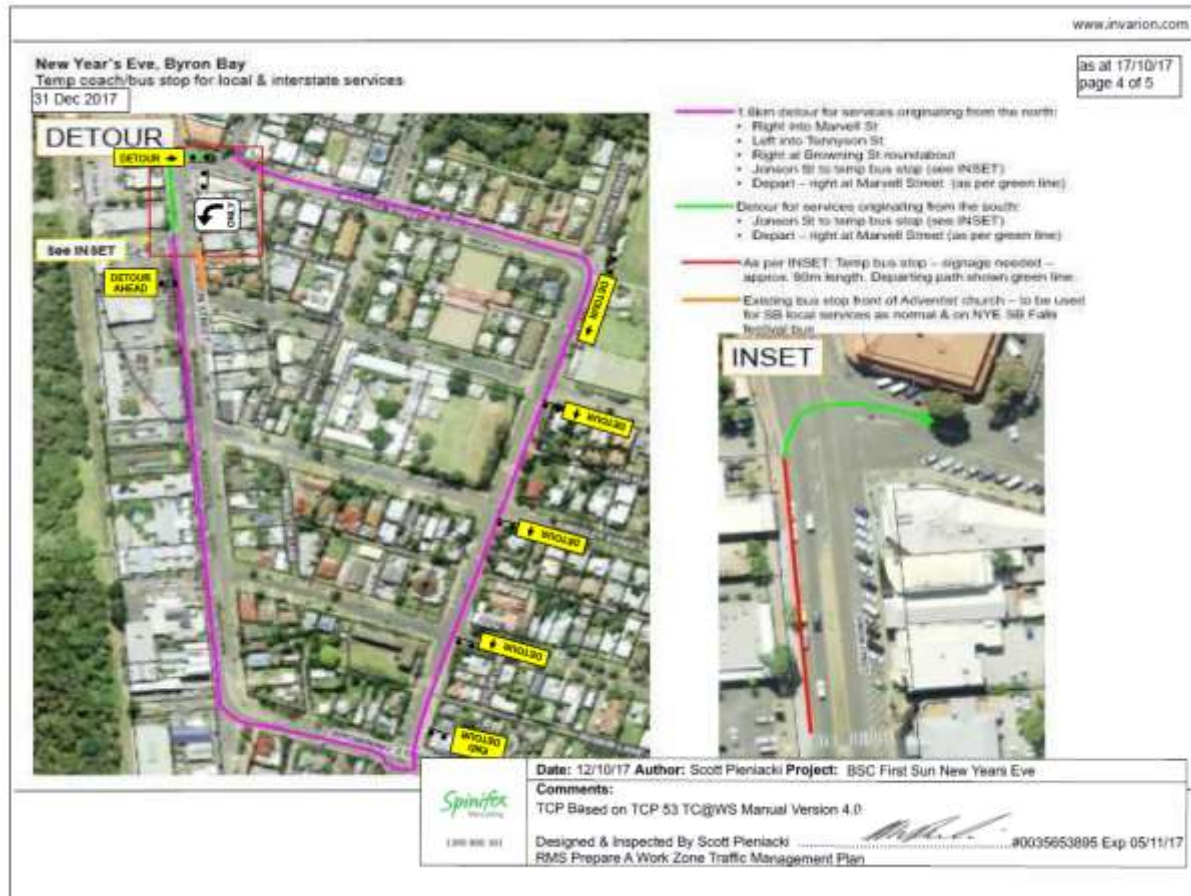 www.invarion.com
New Year's Eve, Byron Bay
Temp coach/bus stop for local & interstate services
31 Dec 2017
as at 17/10/17
page 4 of 5
DETOUR
DETOUR
ONLY
See INSET
DETOUR
AHEAD
DETOUR
DETOUR
DETOUR
DETOUR
END
DETOUR
1.6km detour for services originating from the north:
• Right into Marvell St
• Left into Tennyson St
• Right at Browning St roundabout
• Jonson St to temp bus stop (see INSET)
• Depart – right at Marvell Street (as per green line)
Detour for services originating from the south:
• Jonson St to temp bus stop (see INSET)
• Depart – right at Marvell Street (as per green line)
As per INSET: Temp bus stop – signage needed –
approx. 90m length. Departing path shown green line.
Existing bus stop front of Adventist church – to be used
for SB local services as normal & on NYE SB Falls
festival bus
INSET
Spinifex
Date: 12/10/17 Author: Scott Pieniacki Project: BSC First Sun New Years Eve
Comments:
TCP Based on TCP 53 TC@WS Manual Version 4.0
Designed & Inspected By Scott Pieniacki #0035653895 Exp 05/11/17
RMS Prepare A Work Zone Traffic Management Plan